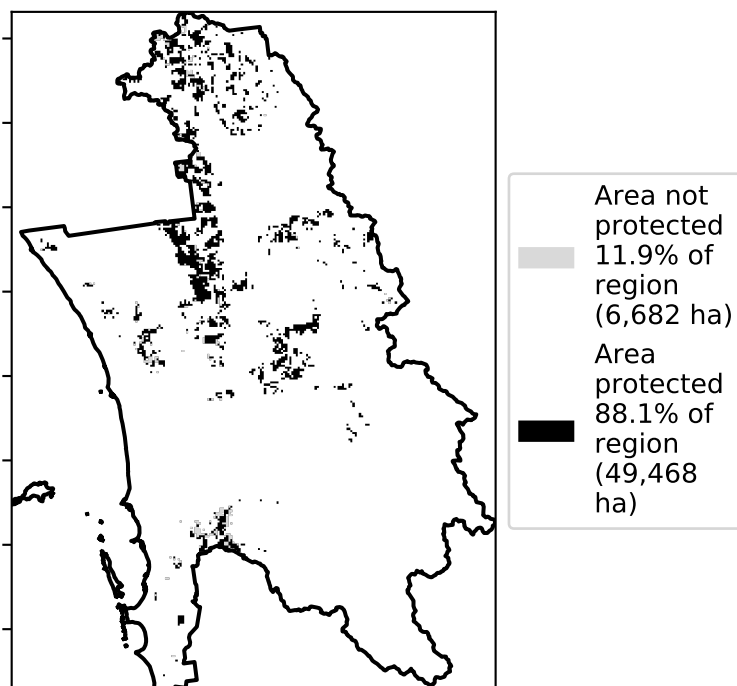 Area not
protected
11.9% of
region
(6,682 ha)
Area
protected
88.1% of
region
(49,468
ha)